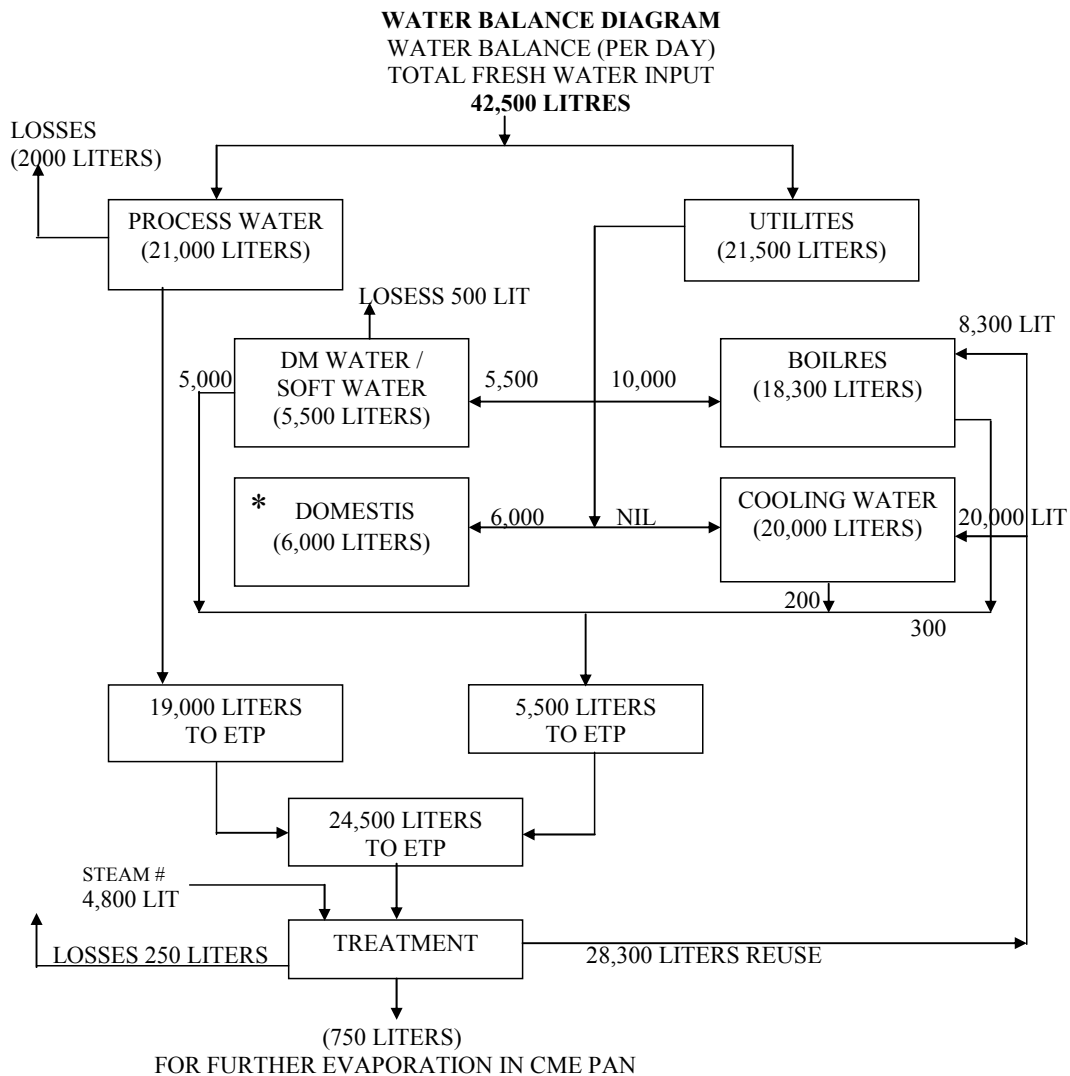 WATER BALANCE DIAGRAM
WATER BALANCE (PER DAY)
TOTAL FRESH WATER INPUT
42,500 LITRES
LOSSES
(2000 LITERS)
PROCESS WATER
(21,000 LITERS)
UTILITES
(21,500 LITERS)
LOSESS 500 LIT
8,300 LIT
5,000
DM WATER /
SOFT WATER
(5,500 LITERS)
5,500
10,000
BOILRES
(18,300 LITERS)
*
DOMESTIS
(6,000 LITERS)
6,000
NIL
COOLING WATER
(20,000 LITERS)
20,000 LIT
200
300
19,000 LITERS
TO ETP
5,500 LITERS
TO ETP
24,500 LITERS
TO ETP
STEAM #
4,800 LIT
TREATMENT
LOSSES 250 LITERS
28,300 LITERS REUSE
(750 LITERS)
FOR FURTHER EVAPORATION IN CME PAN